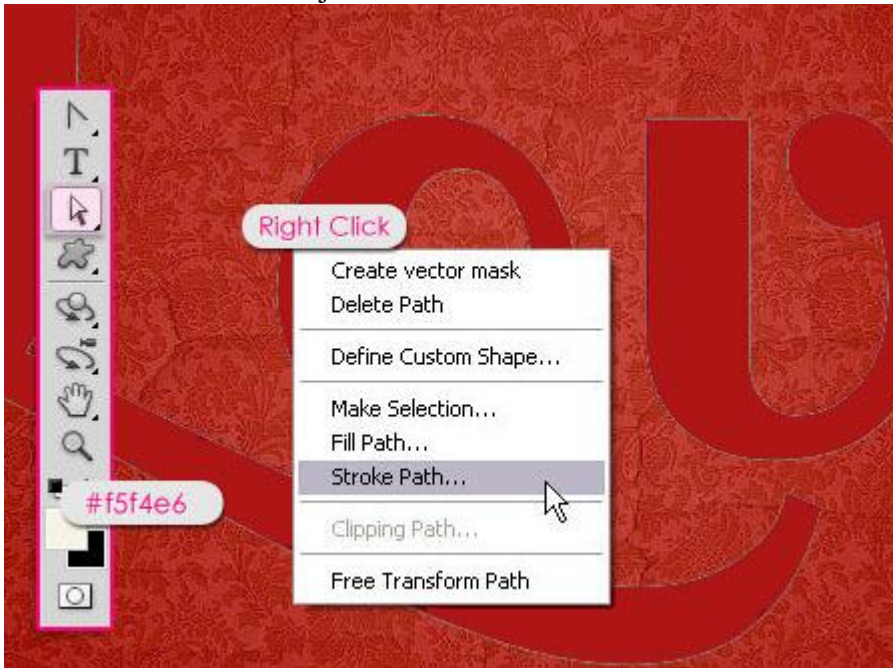 T
Right Click
Create vector mask
Delete Path
Define Custom Shape...
Make Selection...
Fill Path...
Stroke Path...
#f5f4e6
Clipping Path...
Free Transform Path